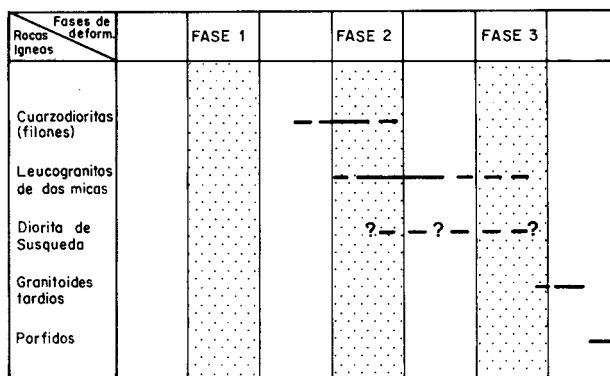 Fases de
deform.
Rocas
Igneas
FASE 1
FASE 2
FASE 3
Cuarzodioritas
(filones)
Leucogranitos
de dos micas
Diorita de
Susqueda
? ? ?
Granitoides
tardios
Porfidos